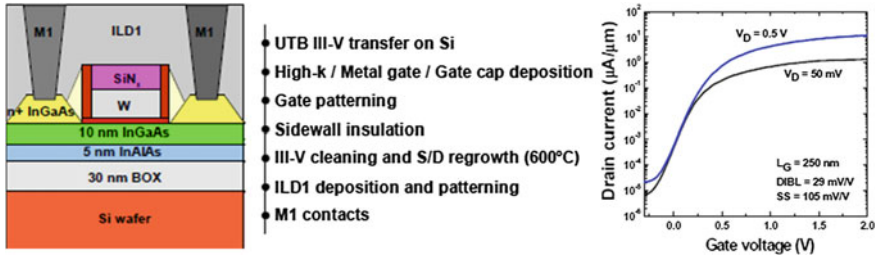 M1
ILD1
M1
SiNx
W
n+ InGaAs
10 nm InGaAs
5 nm InAlAs
30 nm BOX
Si wafer
UTB III-V transfer on Si
High-k / Metal gate / Gate cap deposition
Gate patterning
Sidewall insulation
III-V cleaning and S/D regrowth (600°C)
ILD1 deposition and patterning
M1 contacts
Drain current (µA/µm)
10²
10¹
10⁰
10⁻¹
10⁻²
10⁻³
10⁻⁴
10⁻⁵
10⁻⁶
V_D = 0.5 V
V_D = 50 mV
L_G = 250 nm
DIBL = 29 mV/V
SS = 105 mV/V
0.0 0.5 1.0 1.5 2.0
Gate voltage (V)